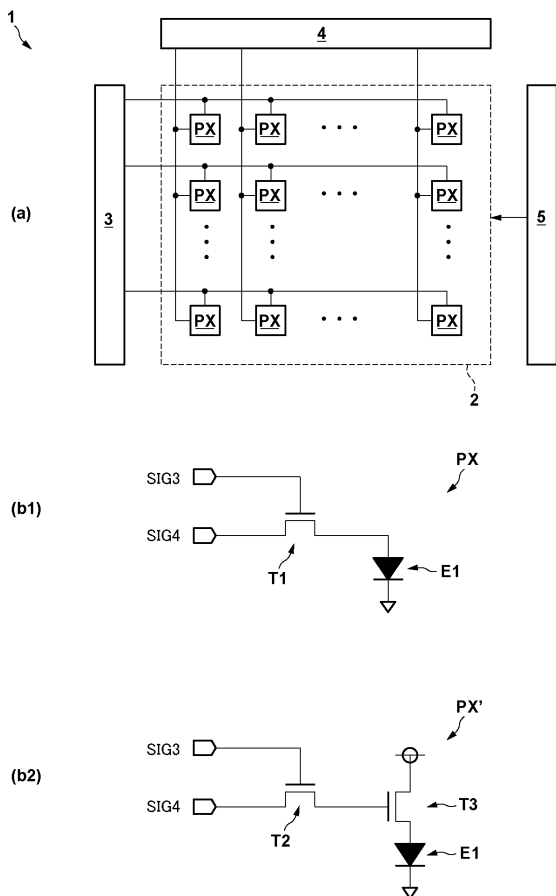 1
4
PX PX ··· PX
(a)
3
PX PX ··· PX
5
PX PX ··· PX
2
PX
(b1)
SIG3
SIG4
T1
E1
PX'
(b2)
SIG3
SIG4
T2
T3
E1